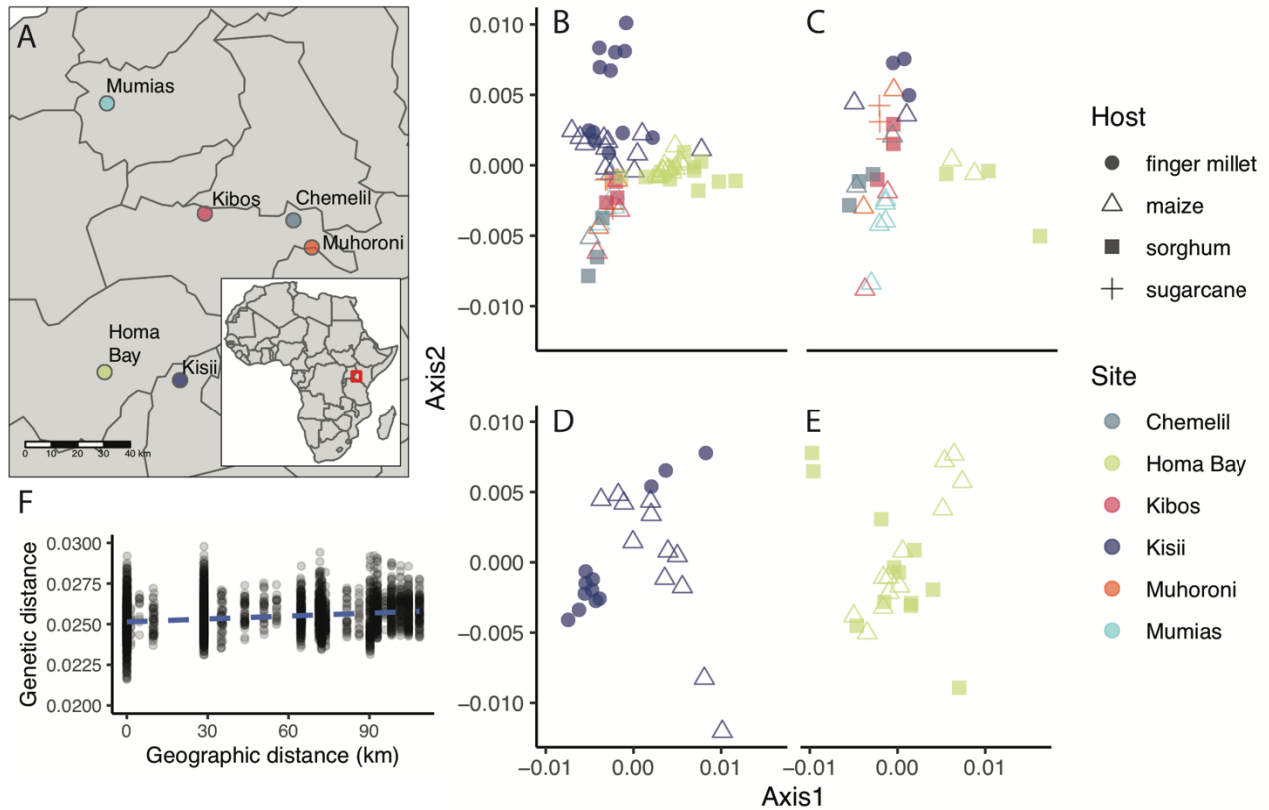 A
Mumias
Kibos
Chemelil
Muhoroni
Homa
Bay
Kisii
0 10 20 30 40 km
B
C
0.010
0.005
0.000
−0.005
−0.010
Axis2
D
E
0.010
0.005
0.000
−0.005
−0.010
−0.01 0.00 0.01
−0.01 0.00 0.01
Axis1
Host
finger millet
maize
sorghum
sugarcane
Site
Chemelil
Homa Bay
Kibos
Kisii
Muhoroni
Mumias
F
Genetic distance
0.0300
0.0275
0.0250
0.0225
0.0200
0 30 60 90
Geographic distance (km)